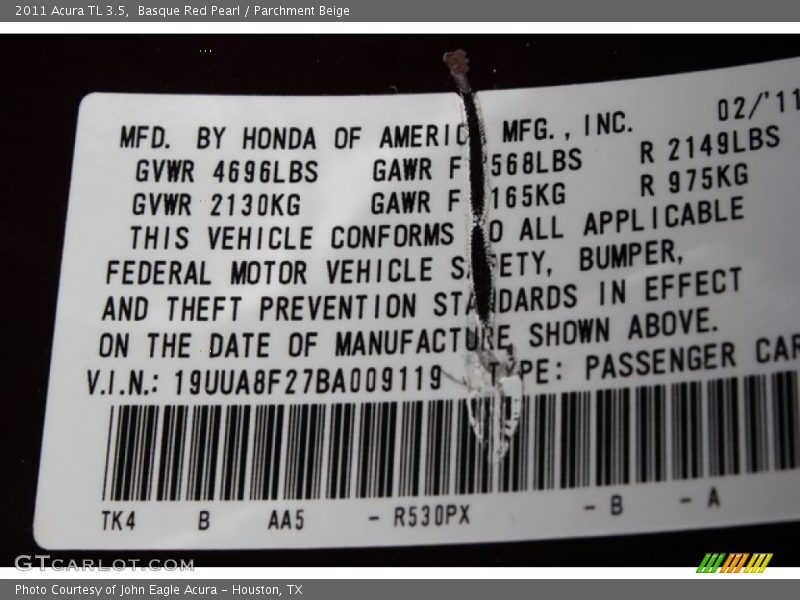 2011 Acura TL 3.5,  Basque Red Pearl / Parchment Beige
02/'11
MFD. BY HONDA OF AMERIC MFG., INC.
GVWR 4696LBS GAWR F 568LBS R 2149LBS
GVWR 2130KG GAWR F 165KG R 975KG
THIS VEHICLE CONFORMS O ALL APPLICABLE
FEDERAL MOTOR VEHICLE S ETY, BUMPER,
AND THEFT PREVENTION STANDARDS IN EFFECT
ON THE DATE OF MANUFACTURE SHOWN ABOVE.
V.I.N.: 19UUA8F27BA009119 TYPE: PASSENGER CAR
TK4 B AA5 - R530PX - B - A
GTCARLOT.COM
Photo Courtesy of John Eagle Acura - Houston, TX